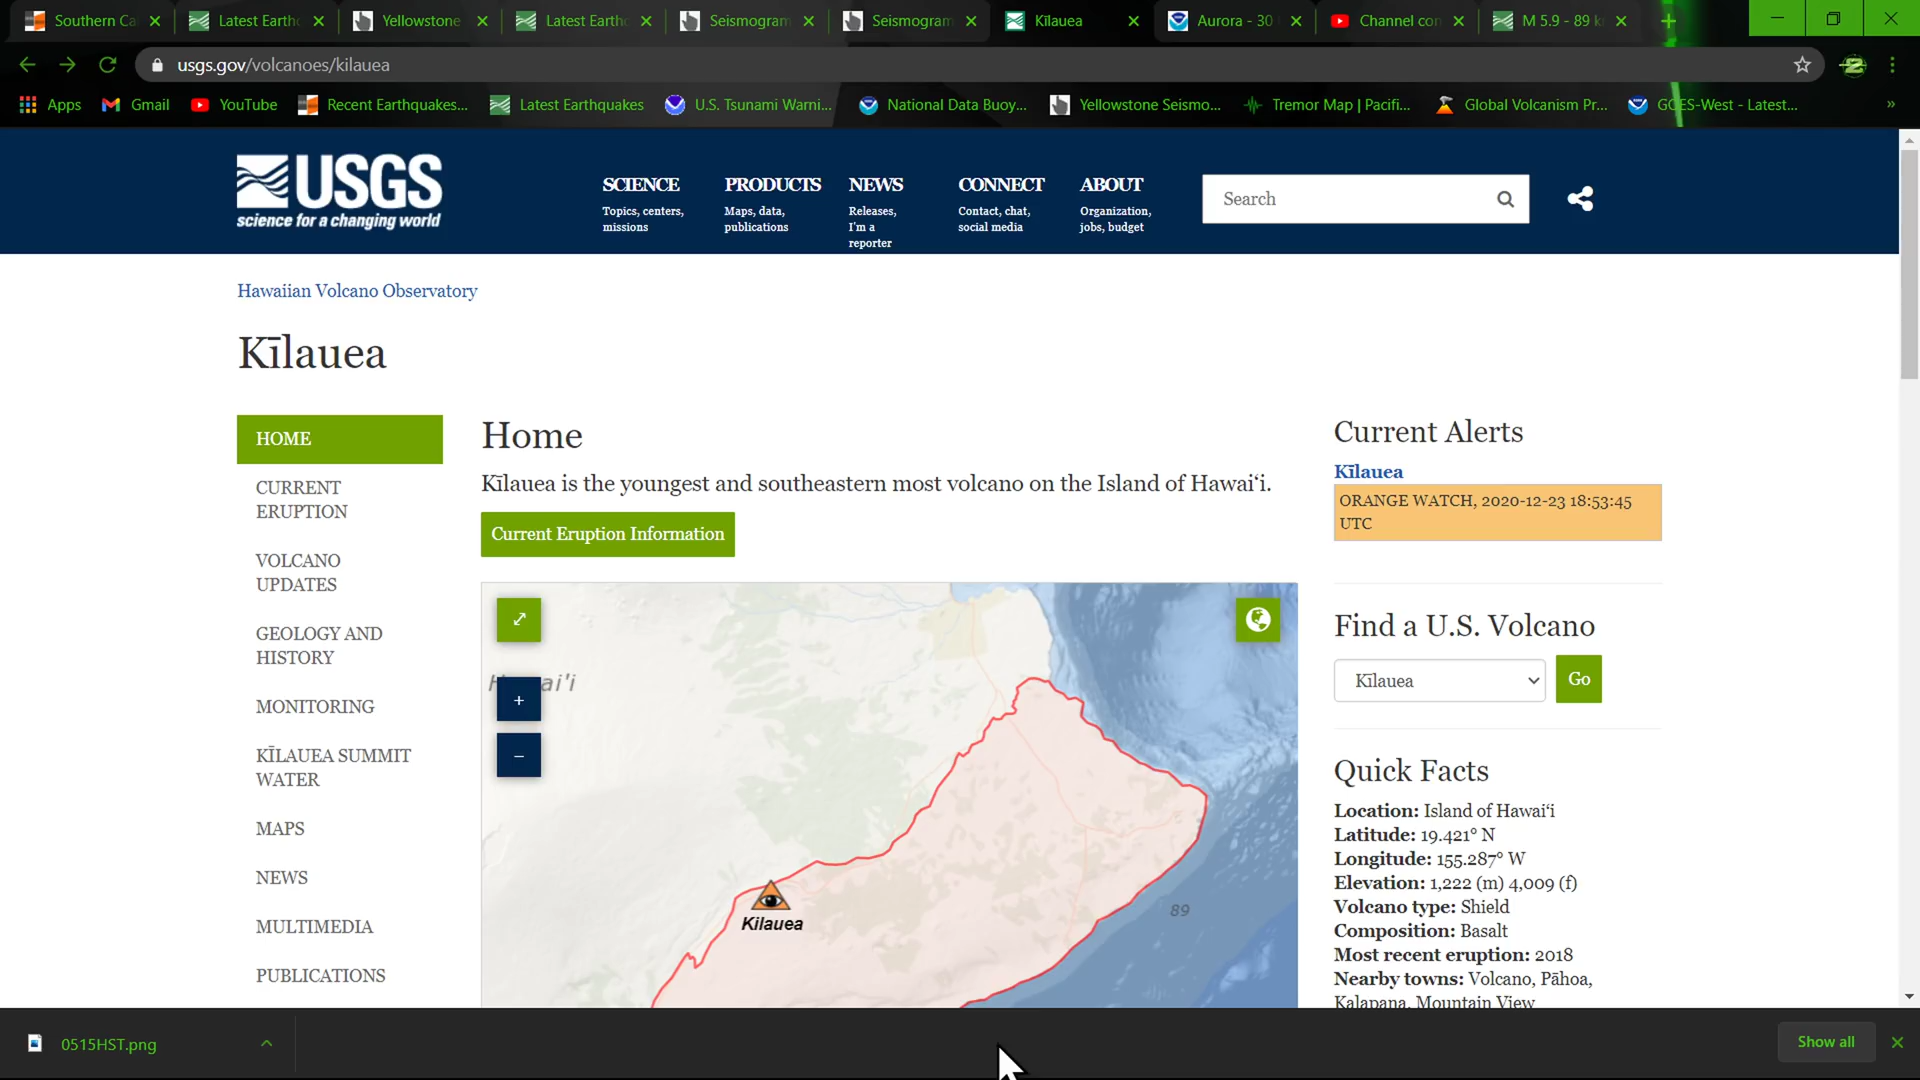 Southern Ca
Latest Earth
Yellowstone
Latest Earth
Seismogram
Seismogram
Kīlauea
Aurora - 30
Channel con
M 5.9 - 89 k
usgs.gov/volcanoes/kilauea
Apps
Gmail
YouTube
Recent Earthquakes...
Latest Earthquakes
U.S. Tsunami Warni...
National Data Buoy...
Yellowstone Seismo...
Tremor Map | Pacifi...
Global Volcanism Pr...
GOES-West - Latest...
USGS
science for a changing world
SCIENCE
Topics, centers,
missions
PRODUCTS
Maps, data,
publications
NEWS
Releases,
I'm a
reporter
CONNECT
Contact, chat,
social media
ABOUT
Organization,
jobs, budget
Search
Hawaiian Volcano Observatory
Kīlauea
HOME
CURRENT
ERUPTION
VOLCANO
UPDATES
GEOLOGY AND
HISTORY
MONITORING
KĪLAUEA SUMMIT
WATER
MAPS
NEWS
MULTIMEDIA
PUBLICATIONS
Home
Kīlauea is the youngest and southeastern most volcano on the Island of Hawaiʻi.
Current Eruption Information
ai'i
+
−
Kilauea
89
Current Alerts
Kīlauea
ORANGE WATCH, 2020-12-23 18:53:45
UTC
Find a U.S. Volcano
Kīlauea
Go
Quick Facts
Location: Island of Hawaiʻi
Latitude: 19.421° N
Longitude: 155.287° W
Elevation: 1,222 (m) 4,009 (f)
Volcano type: Shield
Composition: Basalt
Most recent eruption: 2018
Nearby towns: Volcano, Pāhoa,
Kalapana, Mountain View
0515HST.png
Show all